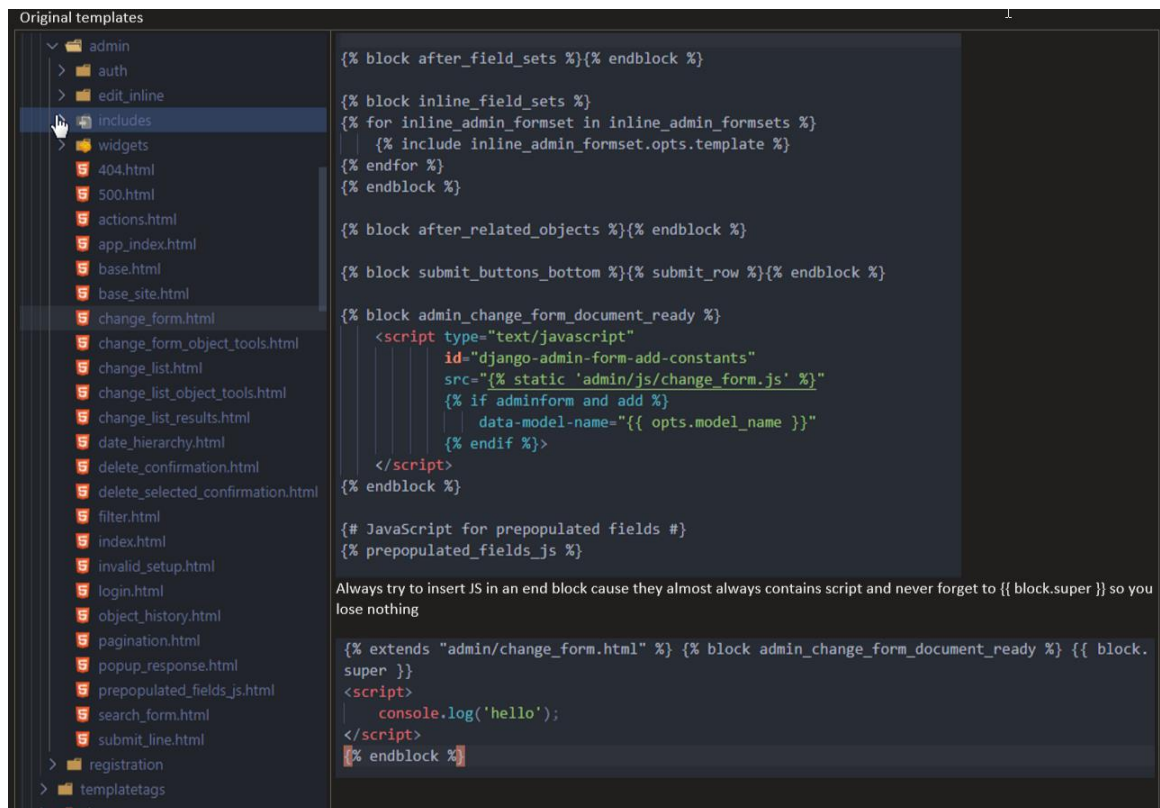 Original templates
admin
auth
edit_inline
includes
widgets
404.html
500.html
actions.html
app_index.html
base.html
base_site.html
change_form.html
change_form_object_tools.html
change_list.html
change_list_object_tools.html
change_list_results.html
date_hierarchy.html
delete_confirmation.html
delete_selected_confirmation.html
filter.html
index.html
invalid_setup.html
login.html
object_history.html
pagination.html
popup_response.html
prepopulated_fields_js.html
search_form.html
submit_line.html
registration
templatetags
{% block after_field_sets %}{% endblock %}
{% block inline_field_sets %}
{% for inline_admin_formset in inline_admin_formsets %}
{% include inline_admin_formset.opts.template %}
{% endfor %}
{% endblock %}
{% block after_related_objects %}{% endblock %}
{% block submit_buttons_bottom %}{% submit_row %}{% endblock %}
{% block admin_change_form_document_ready %}
<script type="text/javascript"
id="django-admin-form-add-constants"
src="{% static 'admin/js/change_form.js' %}"
{% if adminform and add %}
data-model-name="{{ opts.model_name }}"
{% endif %}>
</script>
{% endblock %}
{# JavaScript for prepopulated fields #}
{% prepopulated_fields_js %}
Always try to insert JS in an end block cause they almost always contains script and never forget to {{ block.super }} so you
lose nothing
{% extends "admin/change_form.html" %} {% block admin_change_form_document_ready %} {{ block.
super }}
<script>
console.log('hello');
</script>
{% endblock %}